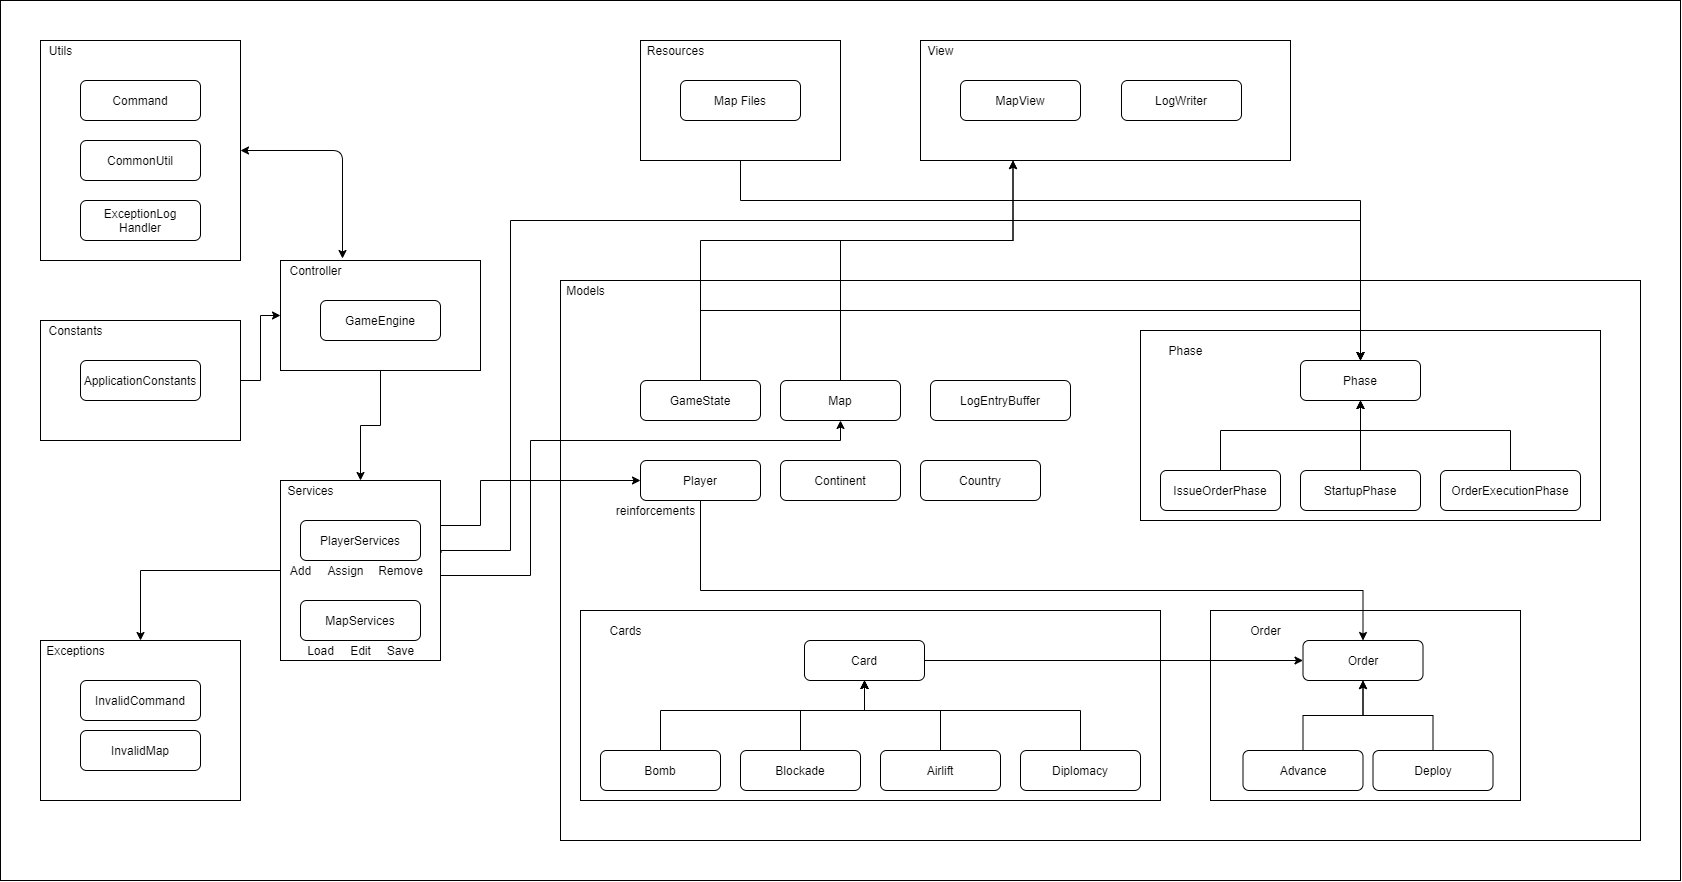 Utils
Command
CommonUtil
ExceptionLog
Handler
Resources
Map Files
View
MapView
LogWriter
Controller
GameEngine
Constants
ApplicationConstants
Models
GameState
Map
LogEntryBuffer
Player
Continent
Country
reinforcements
Phase
Phase
IssueOrderPhase
StartupPhase
OrderExecutionPhase
Services
PlayerServices
Add Assign Remove
MapServices
Load Edit Save
Exceptions
InvalidCommand
InvalidMap
Cards
Card
Bomb
Blockade
Airlift
Diplomacy
Order
Order
Advance
Deploy